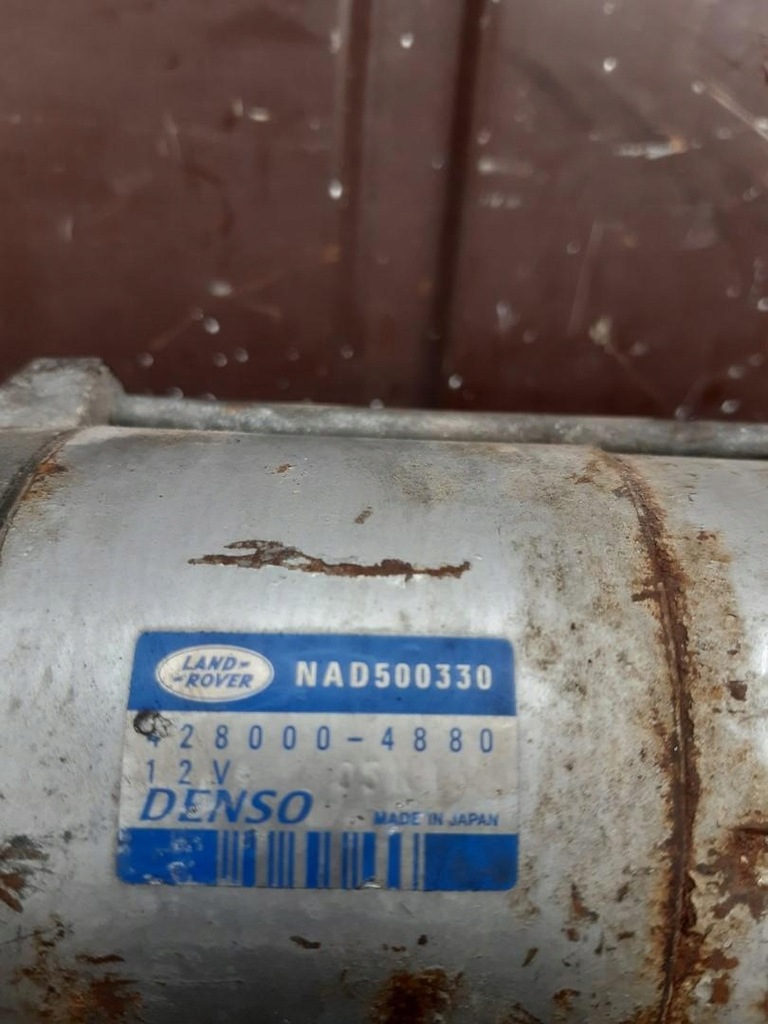 LAND-
-ROVER
NAD500330
428000-4880
12V
DENSO
MADE IN JAPAN